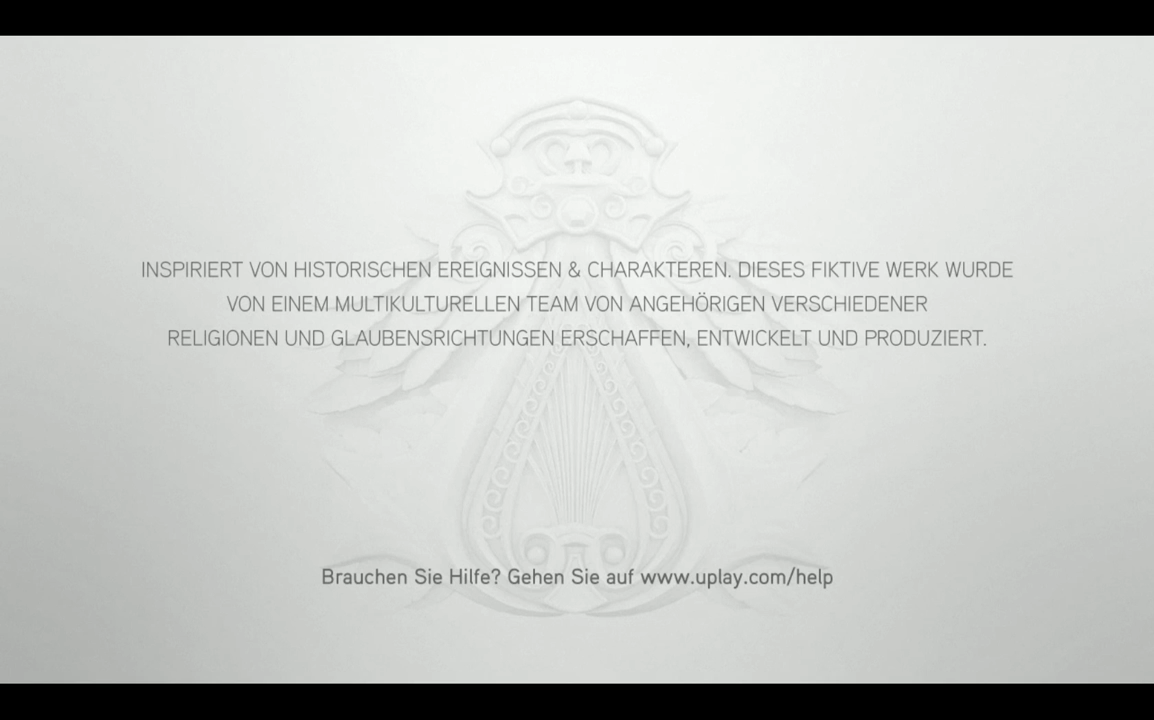 INSPIRIERT VON HISTORISCHEN EREIGNISSEN & CHARAKTEREN. DIESES FIKTIVE WERK WURDE
VON EINEM MULTIKULTURELLEN TEAM VON ANGEHÖRIGEN VERSCHIEDENER
RELIGIONEN UND GLAUBENSRICHTUNGEN ERSCHAFFEN, ENTWICKELT UND PRODUZIERT.
Brauchen Sie Hilfe? Gehen Sie auf www.uplay.com/help